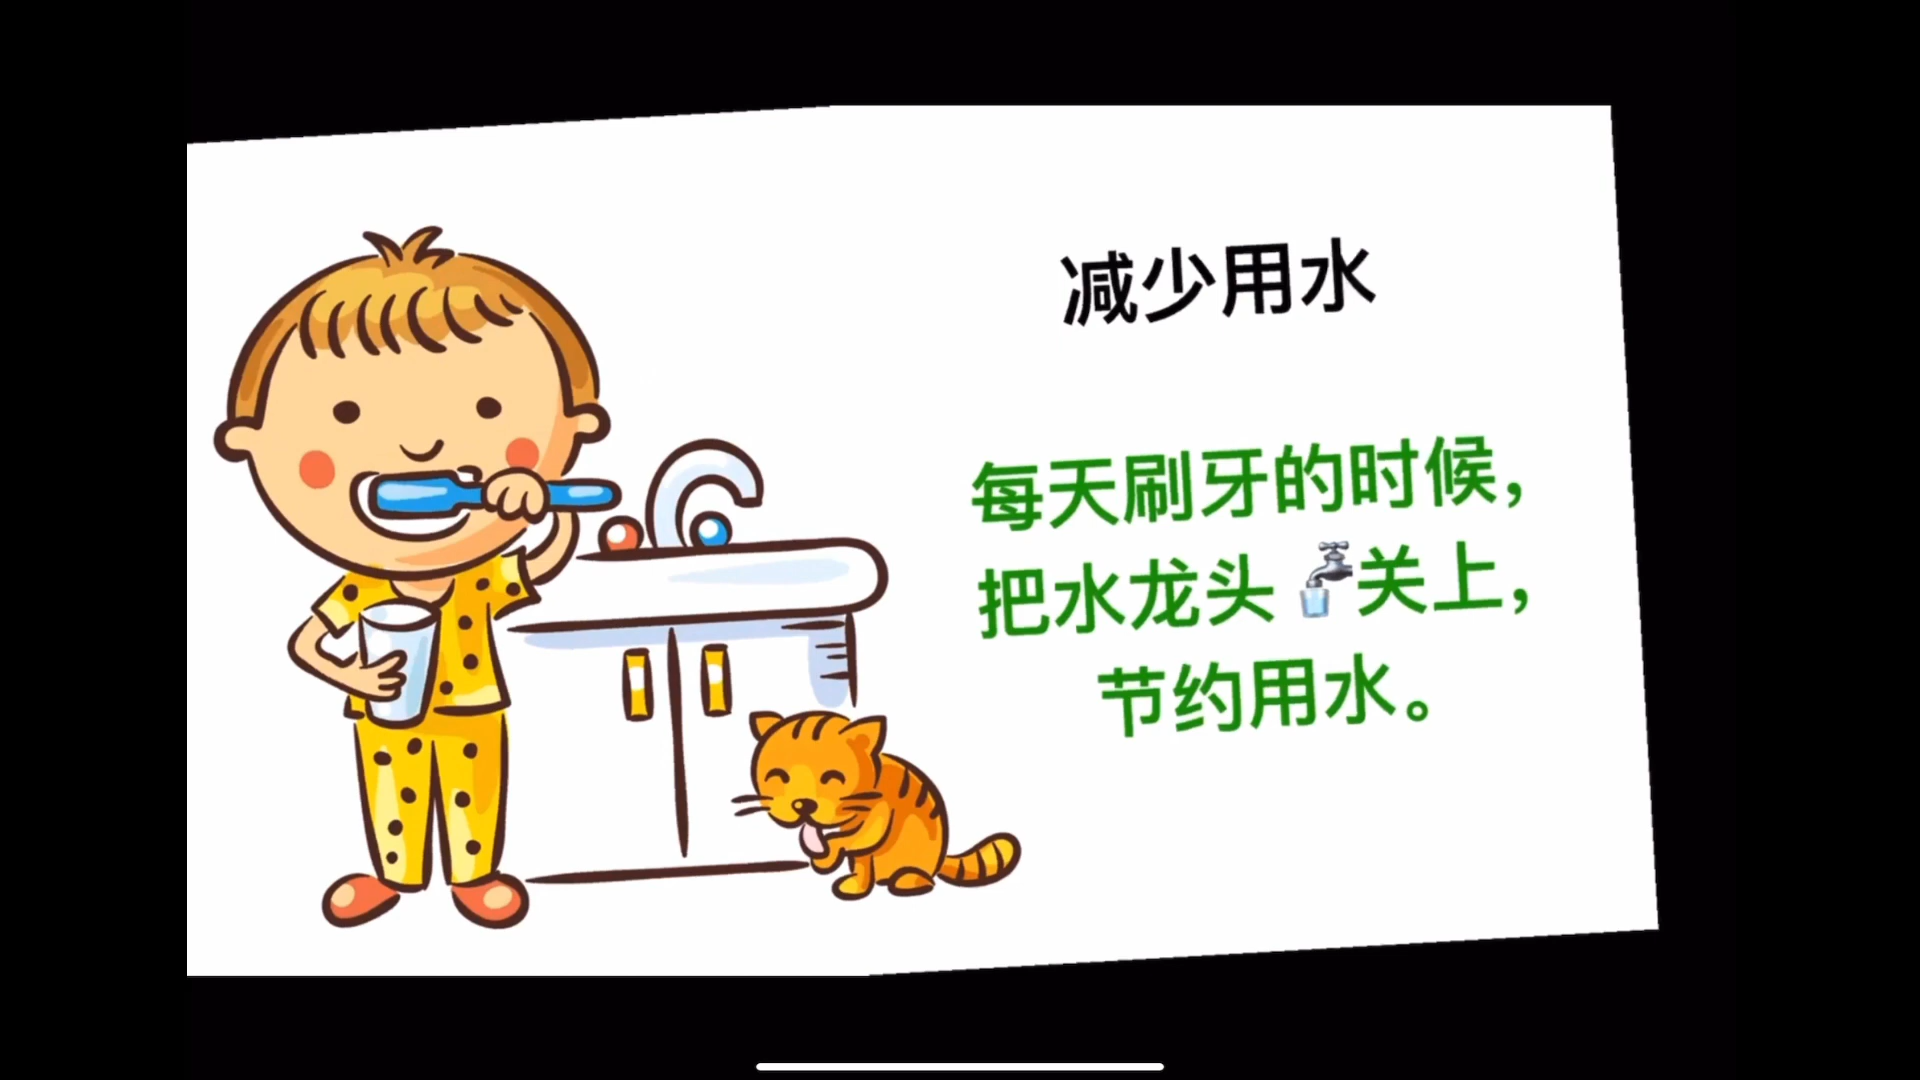 减少用水
每天刷牙的时候，
把水龙头🚰关上，
节约用水。